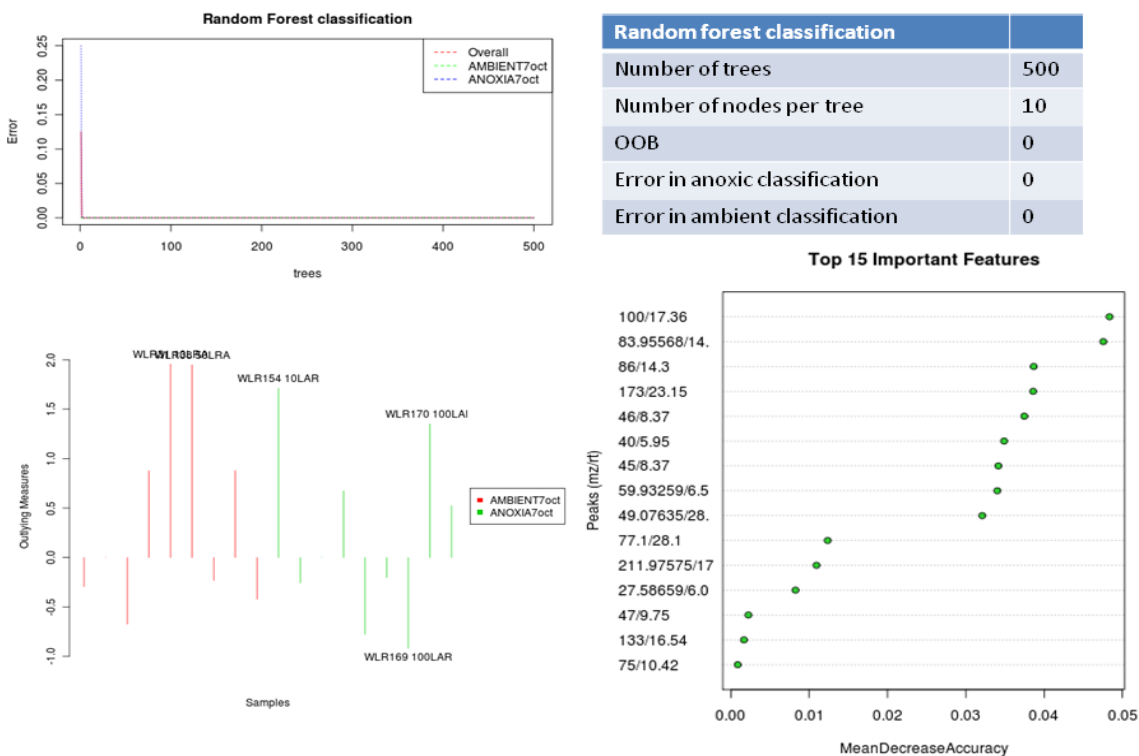 Random Forest classification
Error
0.25
0.20
0.15
0.10
0.05
0.00
Overall
AMBIENT7oct
ANOXIA7oct
0 100 200 300 400 500
trees
Random forest classification
Number of trees 500
Number of nodes per tree 10
OOB 0
Error in anoxic classification 0
Error in ambient classification 0
Outlying Measures
2.0
1.5
1.0
0.5
0.0
-0.5
-1.0
WLR154 10LAR
WLR170 100LAI
WLR169 100LAR
AMBIENT7oct
ANOXIA7oct
Samples
Top 15 Important Features
Peaks (mz/rt)
100/17.36
83.95568/14.
86/14.3
173/23.15
46/8.37
40/5.95
45/8.37
59.93259/6.5
49.07635/28.
77.1/28.1
211.97575/17
27.58659/6.0
47/9.75
133/16.54
75/10.42
0.00 0.01 0.02 0.03 0.04 0.05
MeanDecreaseAccuracy